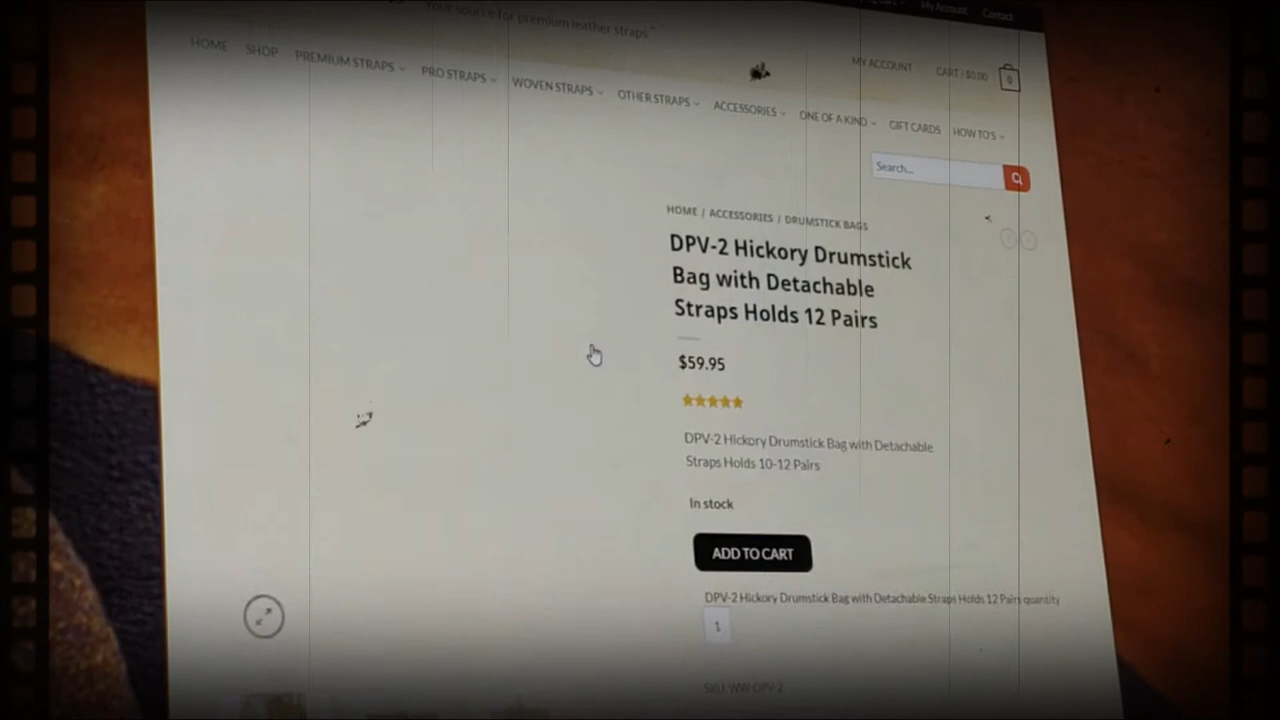 My Account Contact
Your source for premium leather straps
HOME SHOP PREMIUM STRAPS PRO STRAPS WOVEN STRAPS OTHER STRAPS ACCESSORIES ONE OF A KIND GIFT CARDS HOW TO'S
MY ACCOUNT CART / $0.00 0
Search...
HOME / ACCESSORIES / DRUMSTICK BAGS
DPV-2 Hickory Drumstick
Bag with Detachable
Straps Holds 12 Pairs
$59.95
DPV-2 Hickory Drumstick Bag with Detachable
Straps Holds 10-12 Pairs
In stock
ADD TO CART
DPV-2 Hickory Drumstick Bag with Detachable Straps Holds 12 Pairs quantity
1
SKU: WW-DPV-2